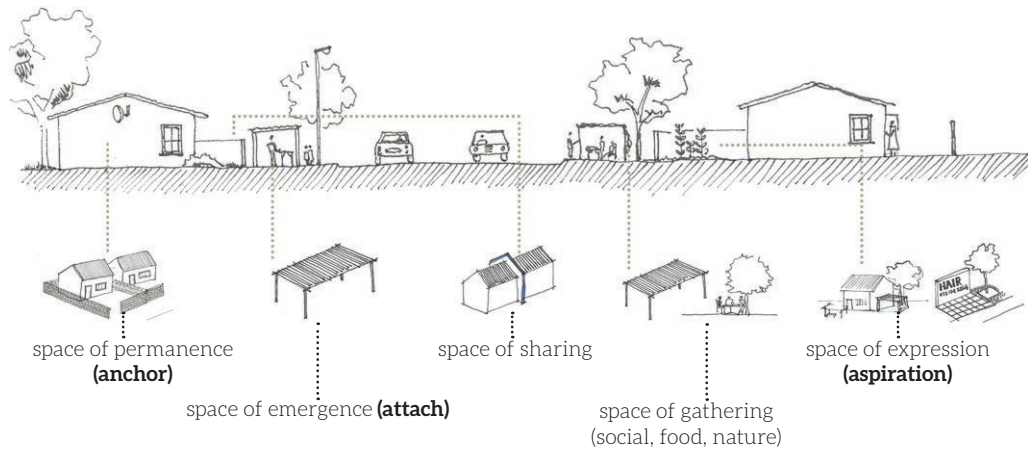 HAIR
space of permanence
(anchor)
space of emergence (attach)
space of sharing
space of gathering
(social, food, nature)
space of expression
(aspiration)